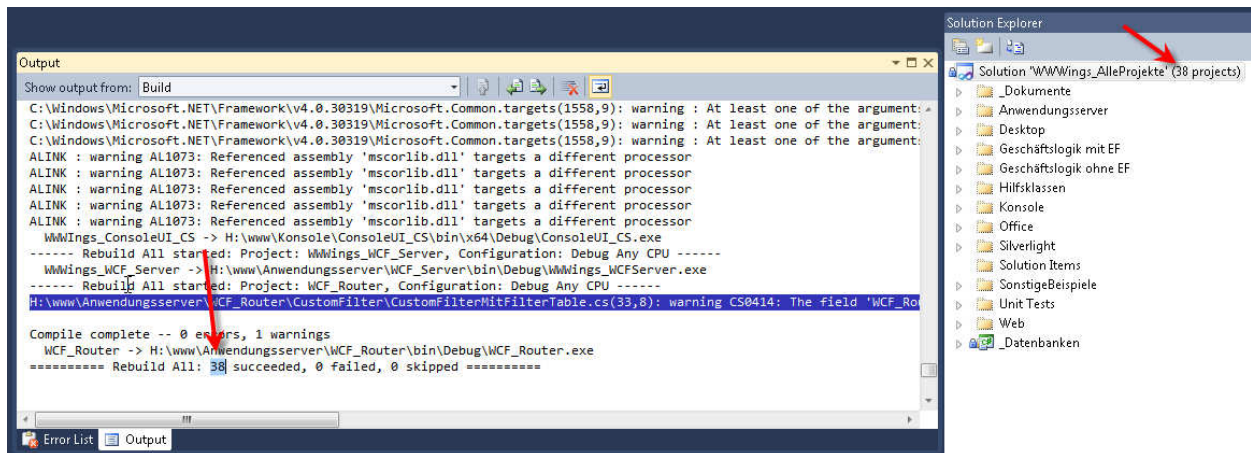 Output
Show output from: Build
C:\Windows\Microsoft.NET\Framework\v4.0.30319\Microsoft.Common.targets(1558,9): warning : At least one of the argument
C:\Windows\Microsoft.NET\Framework\v4.0.30319\Microsoft.Common.targets(1558,9): warning : At least one of the argument
C:\Windows\Microsoft.NET\Framework\v4.0.30319\Microsoft.Common.targets(1558,9): warning : At least one of the argument
ALINK : warning AL1073: Referenced assembly 'mscorlib.dll' targets a different processor
ALINK : warning AL1073: Referenced assembly 'mscorlib.dll' targets a different processor
ALINK : warning AL1073: Referenced assembly 'mscorlib.dll' targets a different processor
ALINK : warning AL1073: Referenced assembly 'mscorlib.dll' targets a different processor
ALINK : warning AL1073: Referenced assembly 'mscorlib.dll' targets a different processor
WWWIngs_ConsoleUI_CS -> H:\www\Konsole\ConsoleUI_CS\bin\x64\Debug\ConsoleUI_CS.exe
------ Rebuild All started: Project: WWWings_WCF_Server, Configuration: Debug Any CPU ------
WWWings_WCF_Server -> H:\www\Anwendungsserver\WCF_Server\bin\Debug\WWWings_WCFServer.exe
------ Rebuild All started: Project: WCF_Router, Configuration: Debug Any CPU ------
H:\www\Anwendungsserver\WCF_Router\CustomFilter\CustomFilterMitFilterTable.cs(33,8): warning CS0414: The field 'WCF_Ro
Compile complete -- 0 errors, 1 warnings
WCF_Router -> H:\www\Anwendungsserver\WCF_Router\bin\Debug\WCF_Router.exe
========== Rebuild All: 38 succeeded, 0 failed, 0 skipped ==========
Error List
Output
Solution Explorer
Solution 'WWWings_AlleProjekte' (38 projects)
_Dokumente
Anwendungsserver
Desktop
Geschäftslogik mit EF
Geschäftslogik ohne EF
Hilfsklassen
Konsole
Office
Silverlight
Solution Items
SonstigeBeispiele
Unit Tests
Web
_Datenbanken